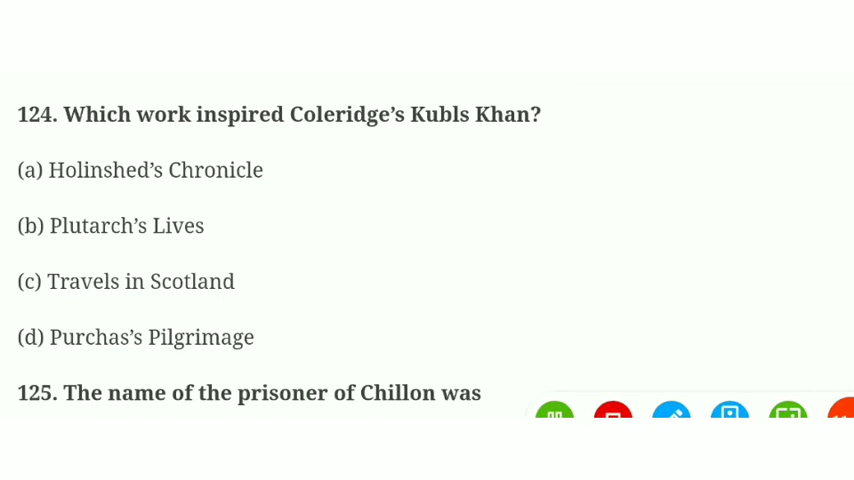 124. Which work inspired Coleridge’s Kubls Khan?
(a) Holinshed’s Chronicle
(b) Plutarch’s Lives
(c) Travels in Scotland
(d) Purchas’s Pilgrimage
125. The name of the prisoner of Chillon was